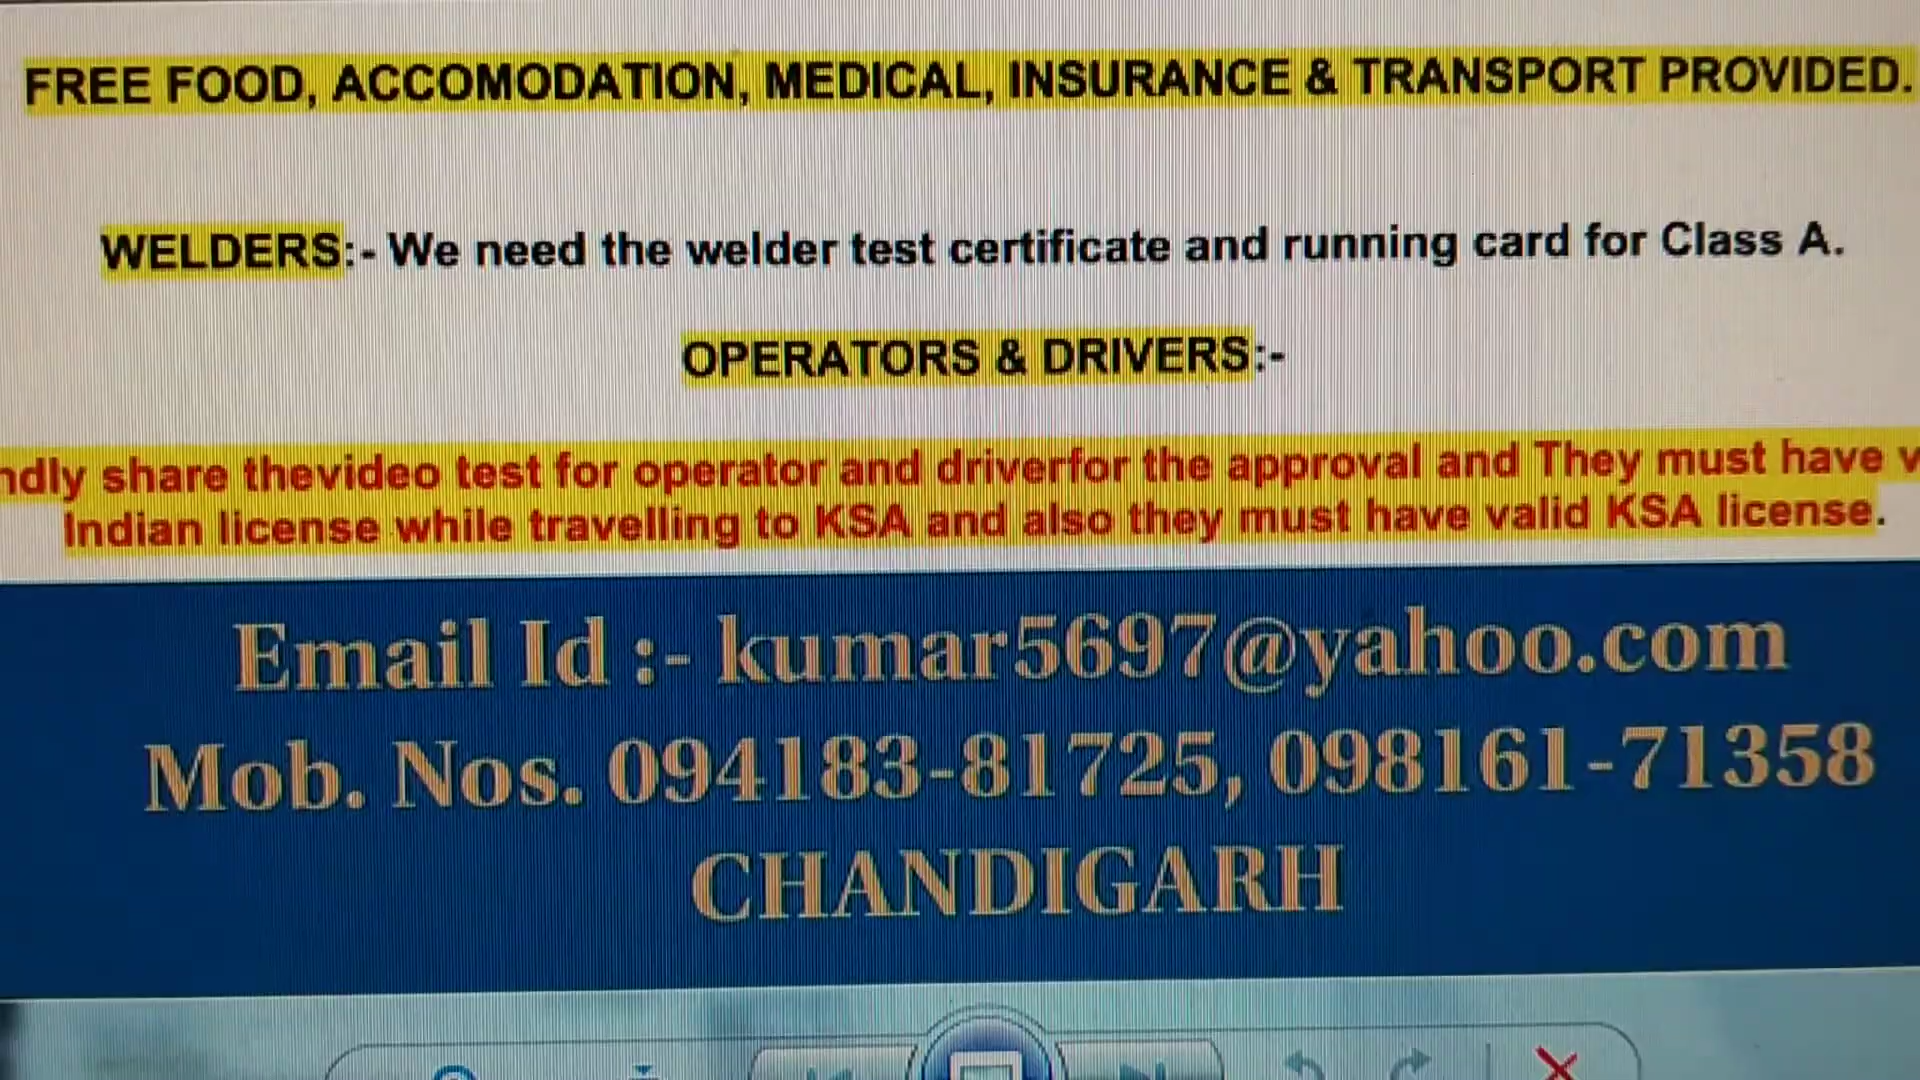 FREE FOOD, ACCOMODATION, MEDICAL, INSURANCE & TRANSPORT PROVIDED.
WELDERS:- We need the welder test certificate and running card for Class A.
OPERATORS & DRIVERS:-
share thevideo test for operator and driverfor the approval and They must have
Indian license while travelling to KSA and also they must have valid KSA license.
Email Id :- kumar5697@yahoo.com
Mob. Nos. 094183-81725, 098161-71358
CHANDIGARH